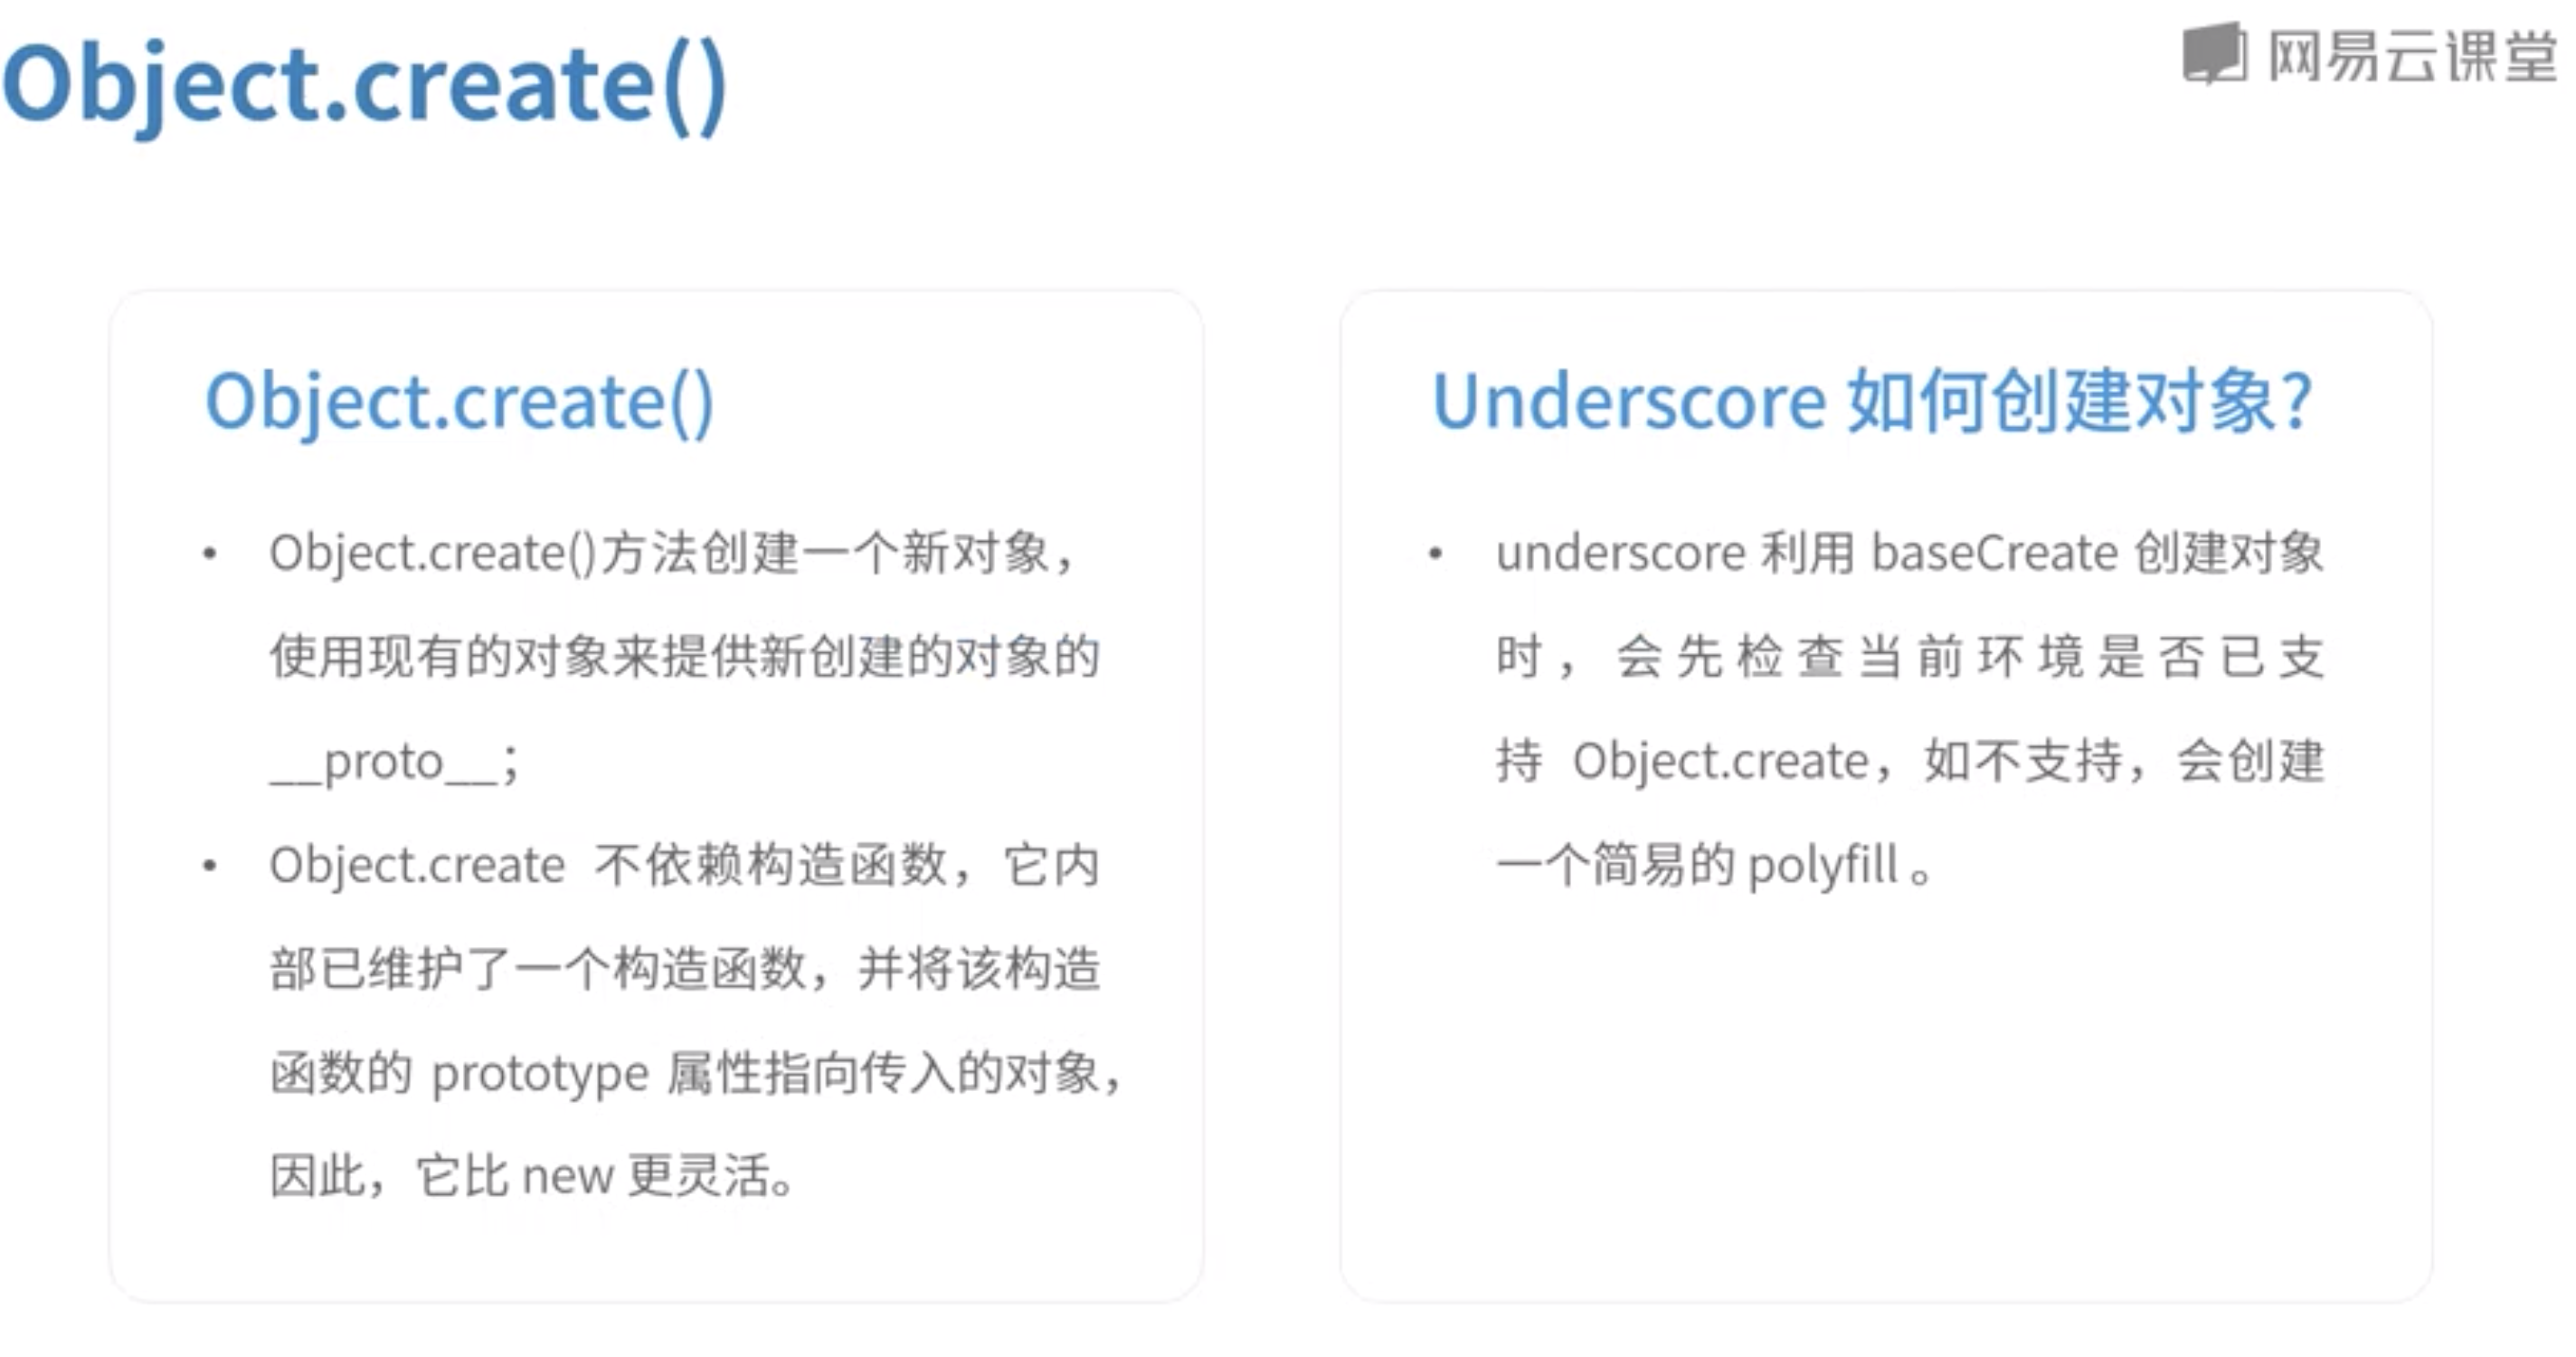 Object.create()
网易云课堂
Object.create()
• Object.create()方法创建一个新对象，
使用现有的对象来提供新创建的对象的
__proto__；
• Object.create 不依赖构造函数，它内
部已维护了一个构造函数，并将该构造
函数的 prototype 属性指向传入的对象，
因此，它比 new 更灵活。
Underscore 如何创建对象?
• underscore 利用 baseCreate 创建对象
时，会先检查当前环境是否已支
持 Object.create，如不支持，会创建
一个简易的 polyfill 。